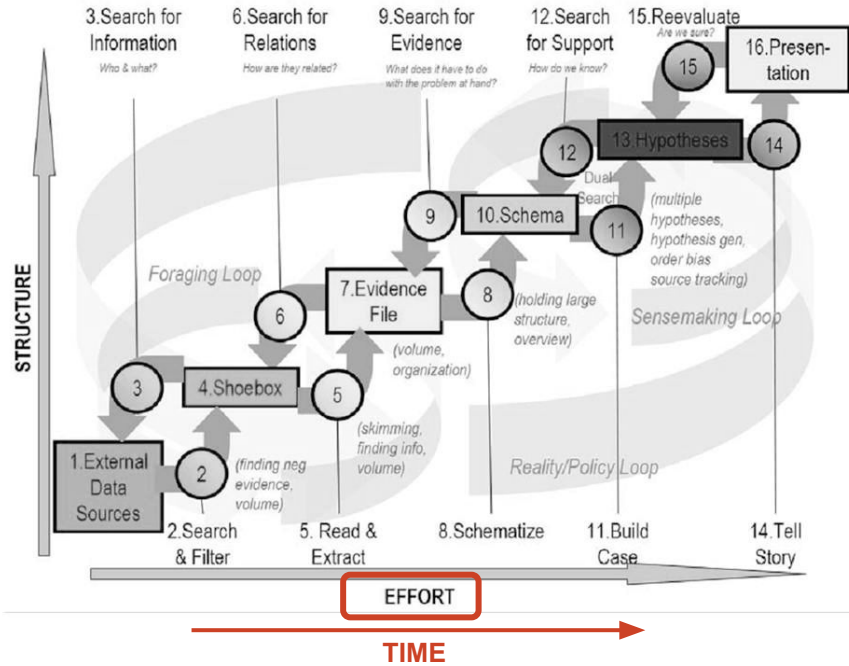 3.Search for
Information
Who & what?
6.Search for
Relations
How are they related?
9.Search for
Evidence
What does it have to do
with the problem at hand?
12.Search
for Support
How do we know?
15.Reevaluate
Are we sure?
16.Presen-
tation
15
13.Hypotheses
14
12
Dual
Search
10.Schema
11
9
(multiple
hypotheses,
hypothesis gen,
order bias
source tracking)
Foraging Loop
7.Evidence
File
8
6
(holding large
structure,
overview)
Sensemaking Loop
STRUCTURE
(volume,
organization)
3
4.Shoebox
5
(skimming,
finding info,
volume)
1.External
Data
Sources
2
(finding neg
evidence,
volume)
Reality/Policy Loop
2.Search
& Filter
5. Read &
Extract
8.Schematize
11.Build
Case
14.Tell
Story
EFFORT
TIME